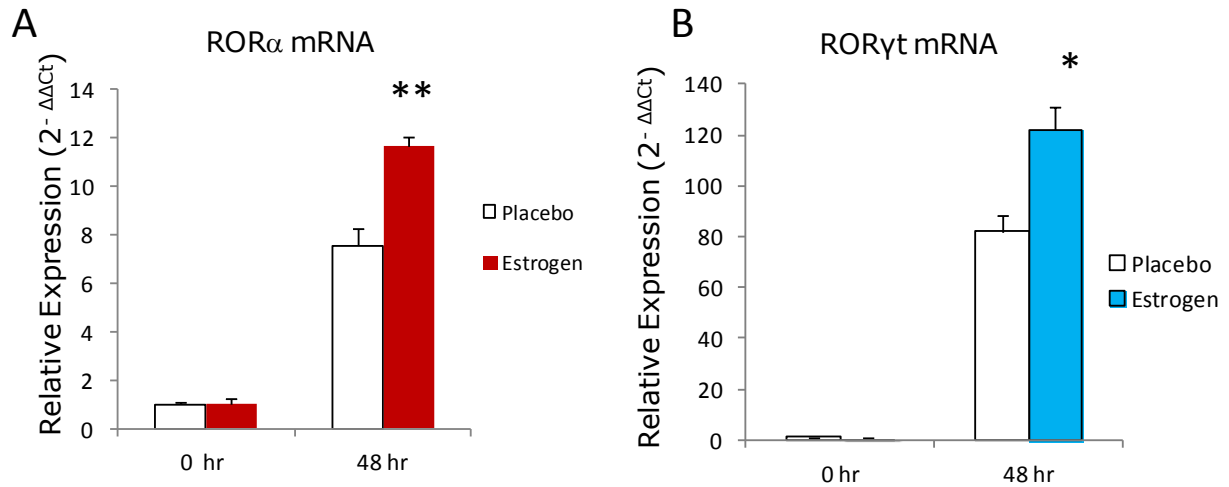 A
RORα mRNA
Relative Expression (2- ΔΔCt)
14
12
10
8
6
4
2
0
**
0 hr
48 hr
Placebo
Estrogen
B
RORγt mRNA
Relative Expression (2- ΔΔCt)
140
120
100
80
60
40
20
0
*
0 hr
48 hr
Placebo
Estrogen